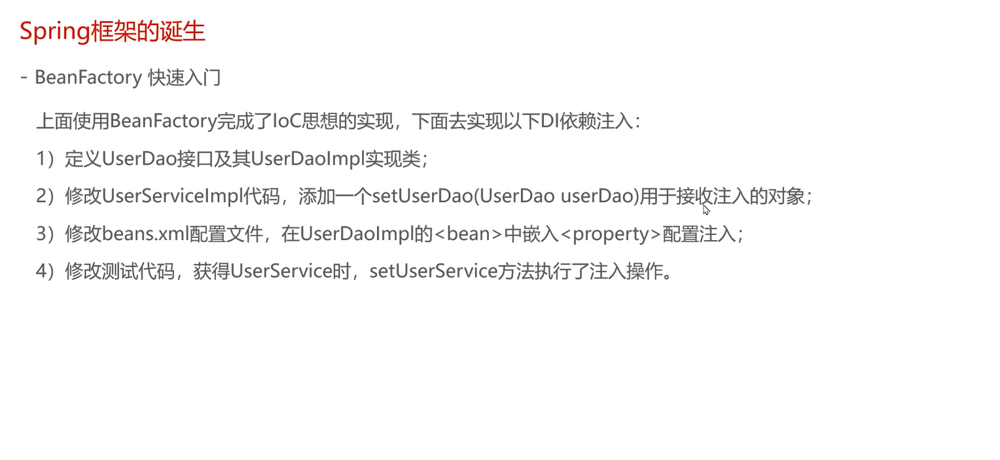 Spring框架的诞生
- BeanFactory 快速入门
上面使用BeanFactory完成了IoC思想的实现，下面去实现以下DI依赖注入：
1）定义UserDao接口及其UserDaoImpl实现类；
2）修改UserServiceImpl代码，添加一个setUserDao(UserDao userDao)用于接收注入的对象；
3）修改beans.xml配置文件，在UserDaoImpl的<bean>中嵌入<property>配置注入；
4）修改测试代码，获得UserService时，setUserService方法执行了注入操作。